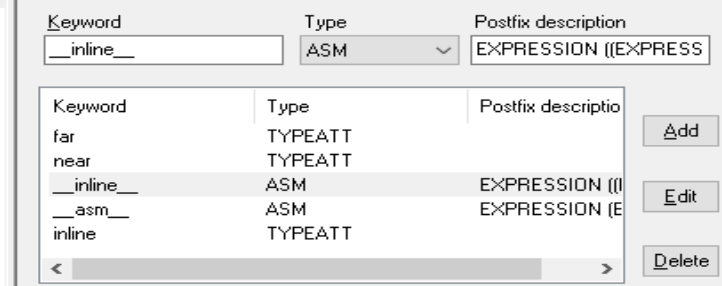 Keyword Type Postfix description
__inline__ ASM EXPRESSION ((EXPRESS
Keyword Type Postfix descriptio
far TYPEATT Add
near TYPEATT
__inline__ ASM EXPRESSION ((
Edit
__asm__ ASM EXPRESSION (E
inline TYPEATT
Delete